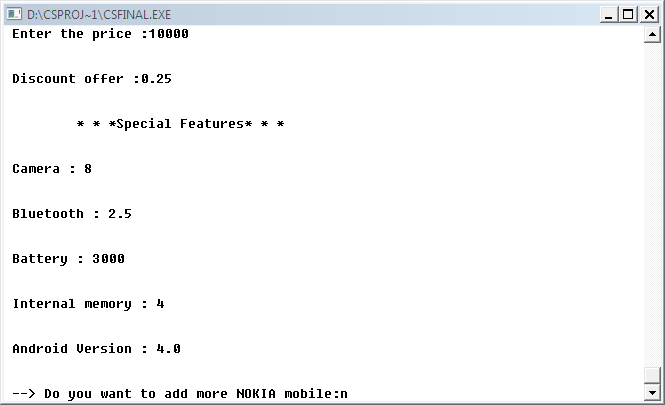 D:\CSPROJ~1\CSFINAL.EXE
Enter the price :10000
Discount offer :0.25
* * *Special Features* * *
Camera : 8
Bluetooth : 2.5
Battery : 3000
Internal memory : 4
Android Version : 4.0
--> Do you want to add more NOKIA mobile:n